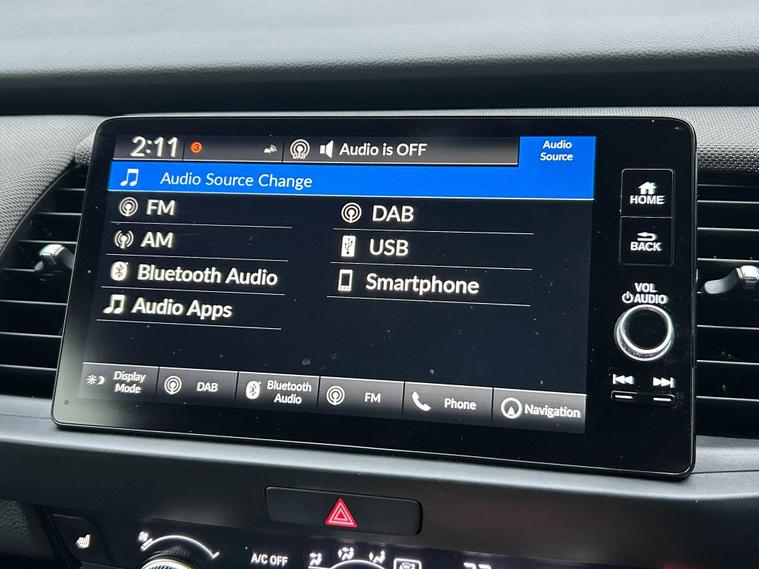 2:11 3 DAB Audio is OFF Audio Source
Audio Source Change
FM DAB
AM USB
Bluetooth Audio Smartphone
Audio Apps
HOME
BACK
VOL
AUDIO
Display Mode DAB Bluetooth Audio FM Phone Navigation
A/C OFF